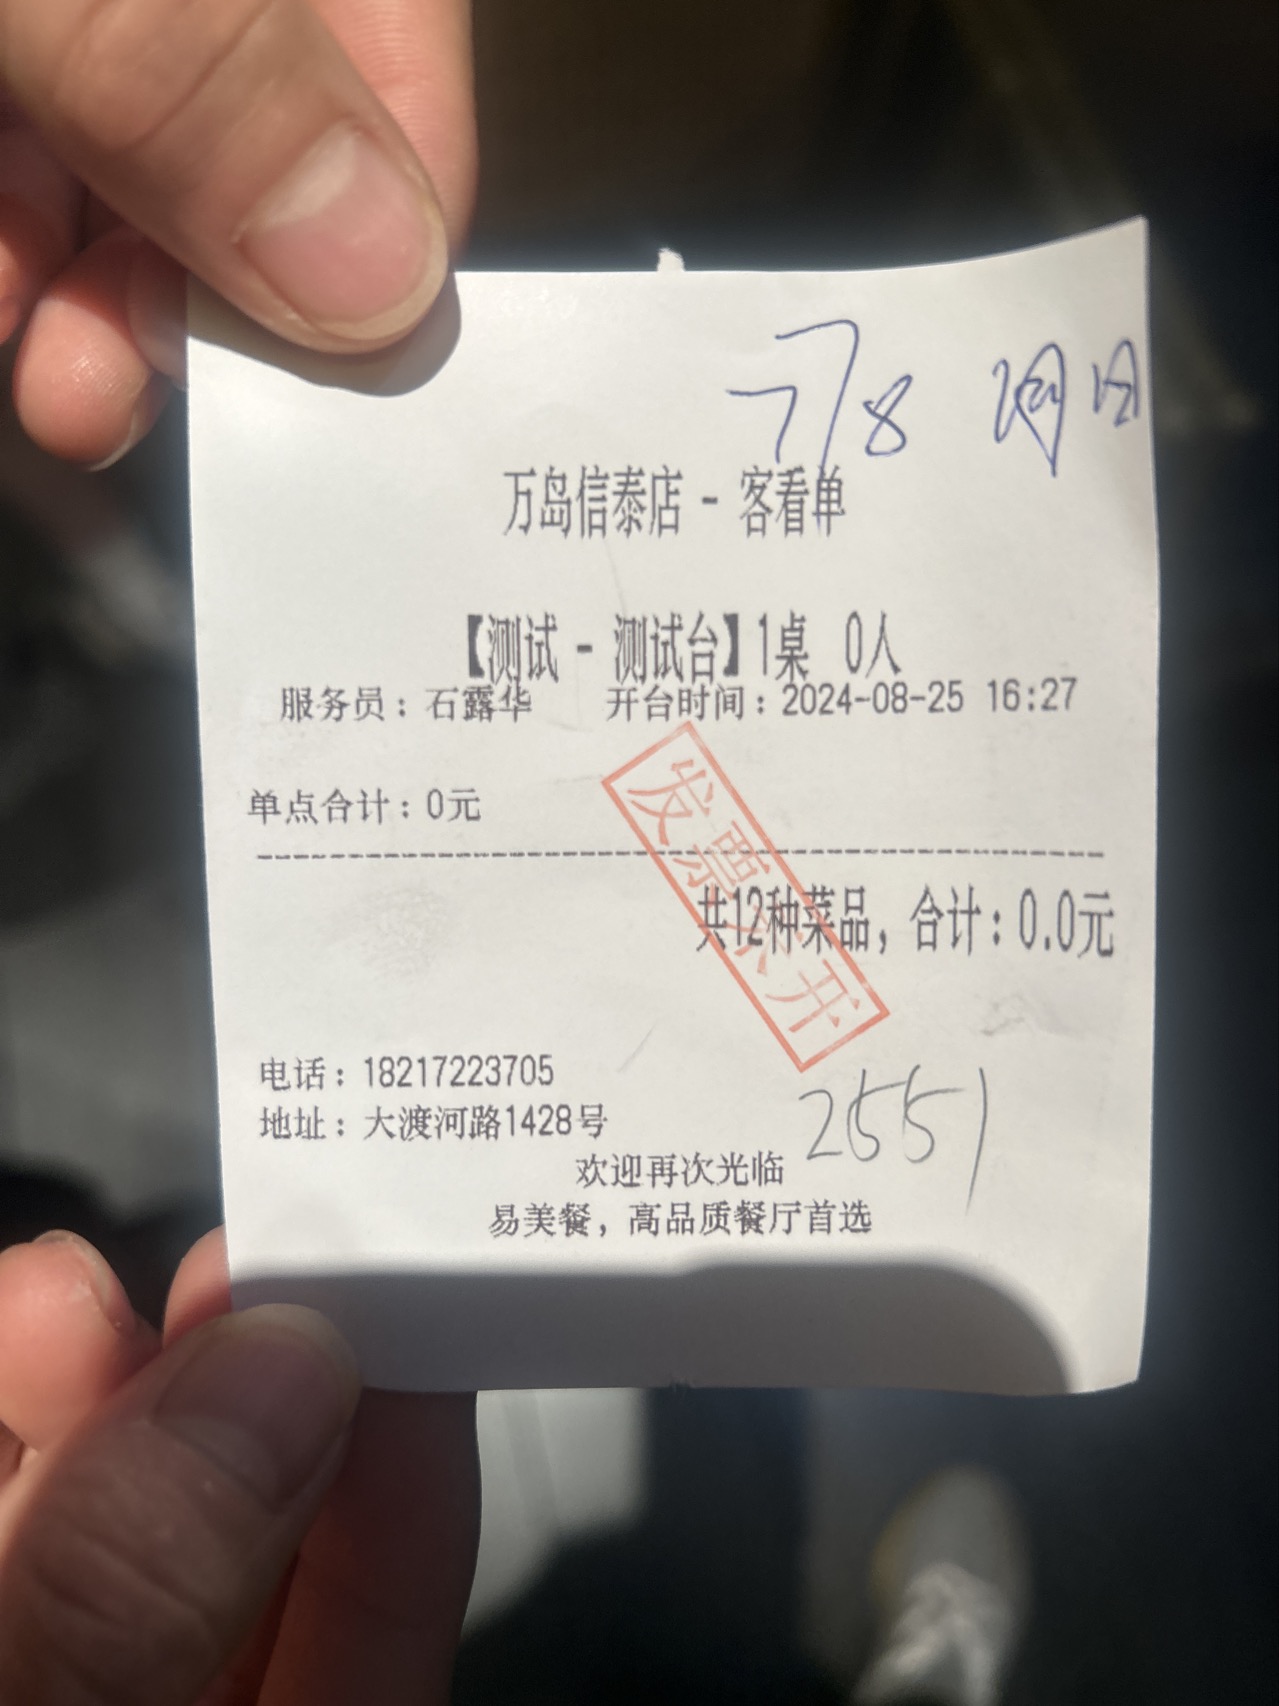 7/8
万岛信泰店 - 客看单
【测试 - 测试台】1桌 0人
服务员：石露华 开台时间：2024-08-25 16:27
单点合计：0元
发票未开
共12种菜品，合计：0.0元
电话：18217223705
地址：大渡河路1428号
2551
欢迎再次光临
易美餐，高品质餐厅首选